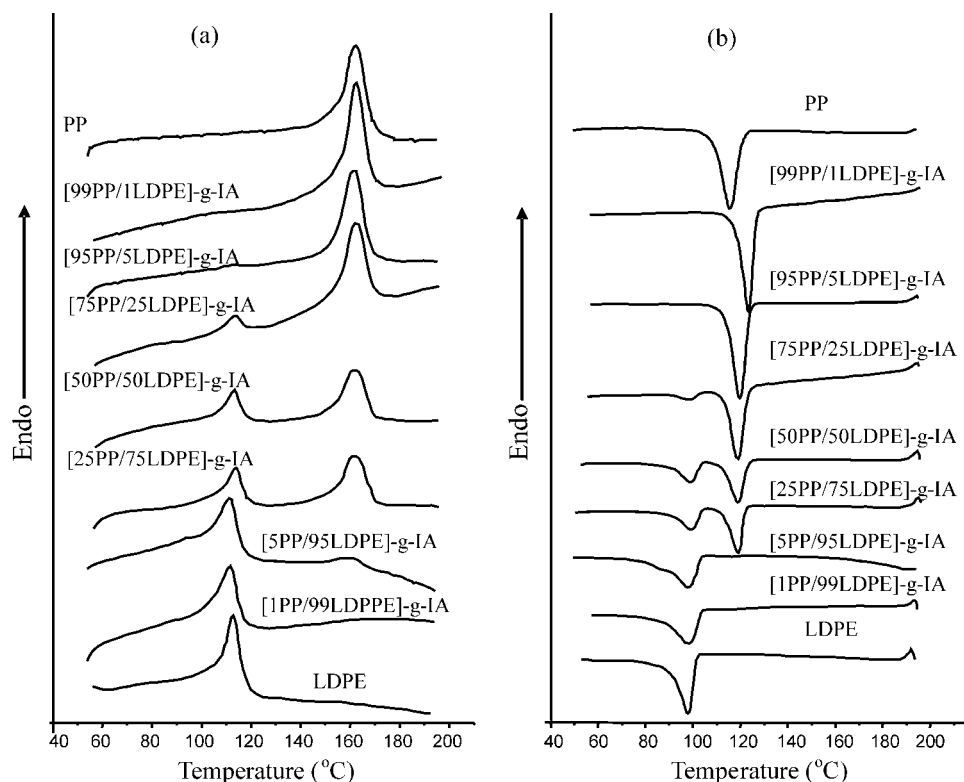 (a)
PP
[99PP/1LDPE]-g-IA
[95PP/5LDPE]-g-IA
[75PP/25LDPE]-g-IA
[50PP/50LDPE]-g-IA
[25PP/75LDPE]-g-IA
[5PP/95LDPE]-g-IA
[1PP/99LDPPE]-g-IA
LDPE
Endo
40 60 80 100 120 140 160 180 200
Temperature (°C)
(b)
PP
[99PP/1LDPE]-g-IA
[95PP/5LDPE]-g-IA
[75PP/25LDPE]-g-IA
[50PP/50LDPE]-g-IA
[25PP/75LDPE]-g-IA
[5PP/95LDPE]-g-IA
[1PP/99LDPE]-g-IA
LDPE
Endo
40 60 80 100 120 140 160 180 200
Temperature (°C)